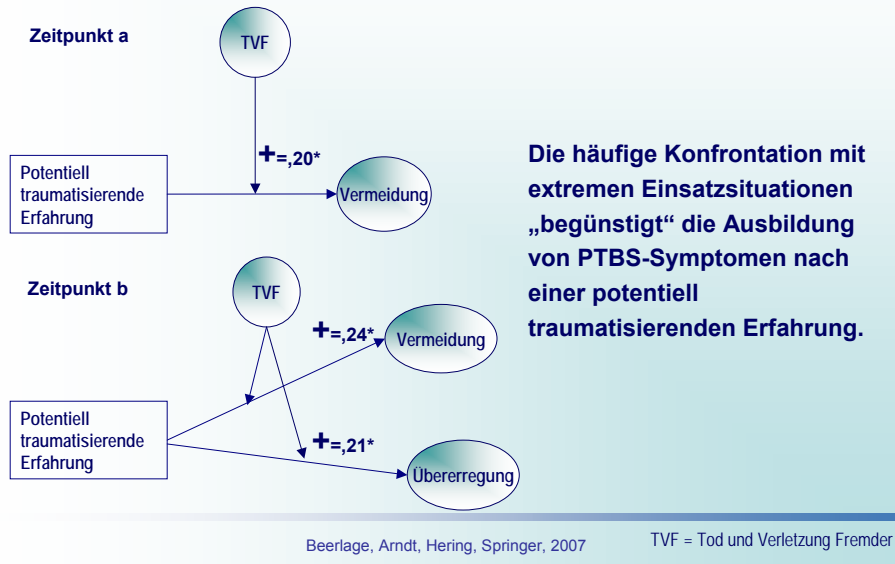 Zeitpunkt a
TVF
+=,20*
Potentiell
traumatisierende
Erfahrung
Vermeidung
Die häufige Konfrontation mit
extremen Einsatzsituationen
„begünstigt“ die Ausbildung
von PTBS-Symptomen nach
einer potentiell
traumatisierenden Erfahrung.
Zeitpunkt b
TVF
+=,24*
Vermeidung
Potentiell
traumatisierende
Erfahrung
+=,21*
Übererregung
Beerlage, Arndt, Hering, Springer, 2007
TVF = Tod und Verletzung Fremder